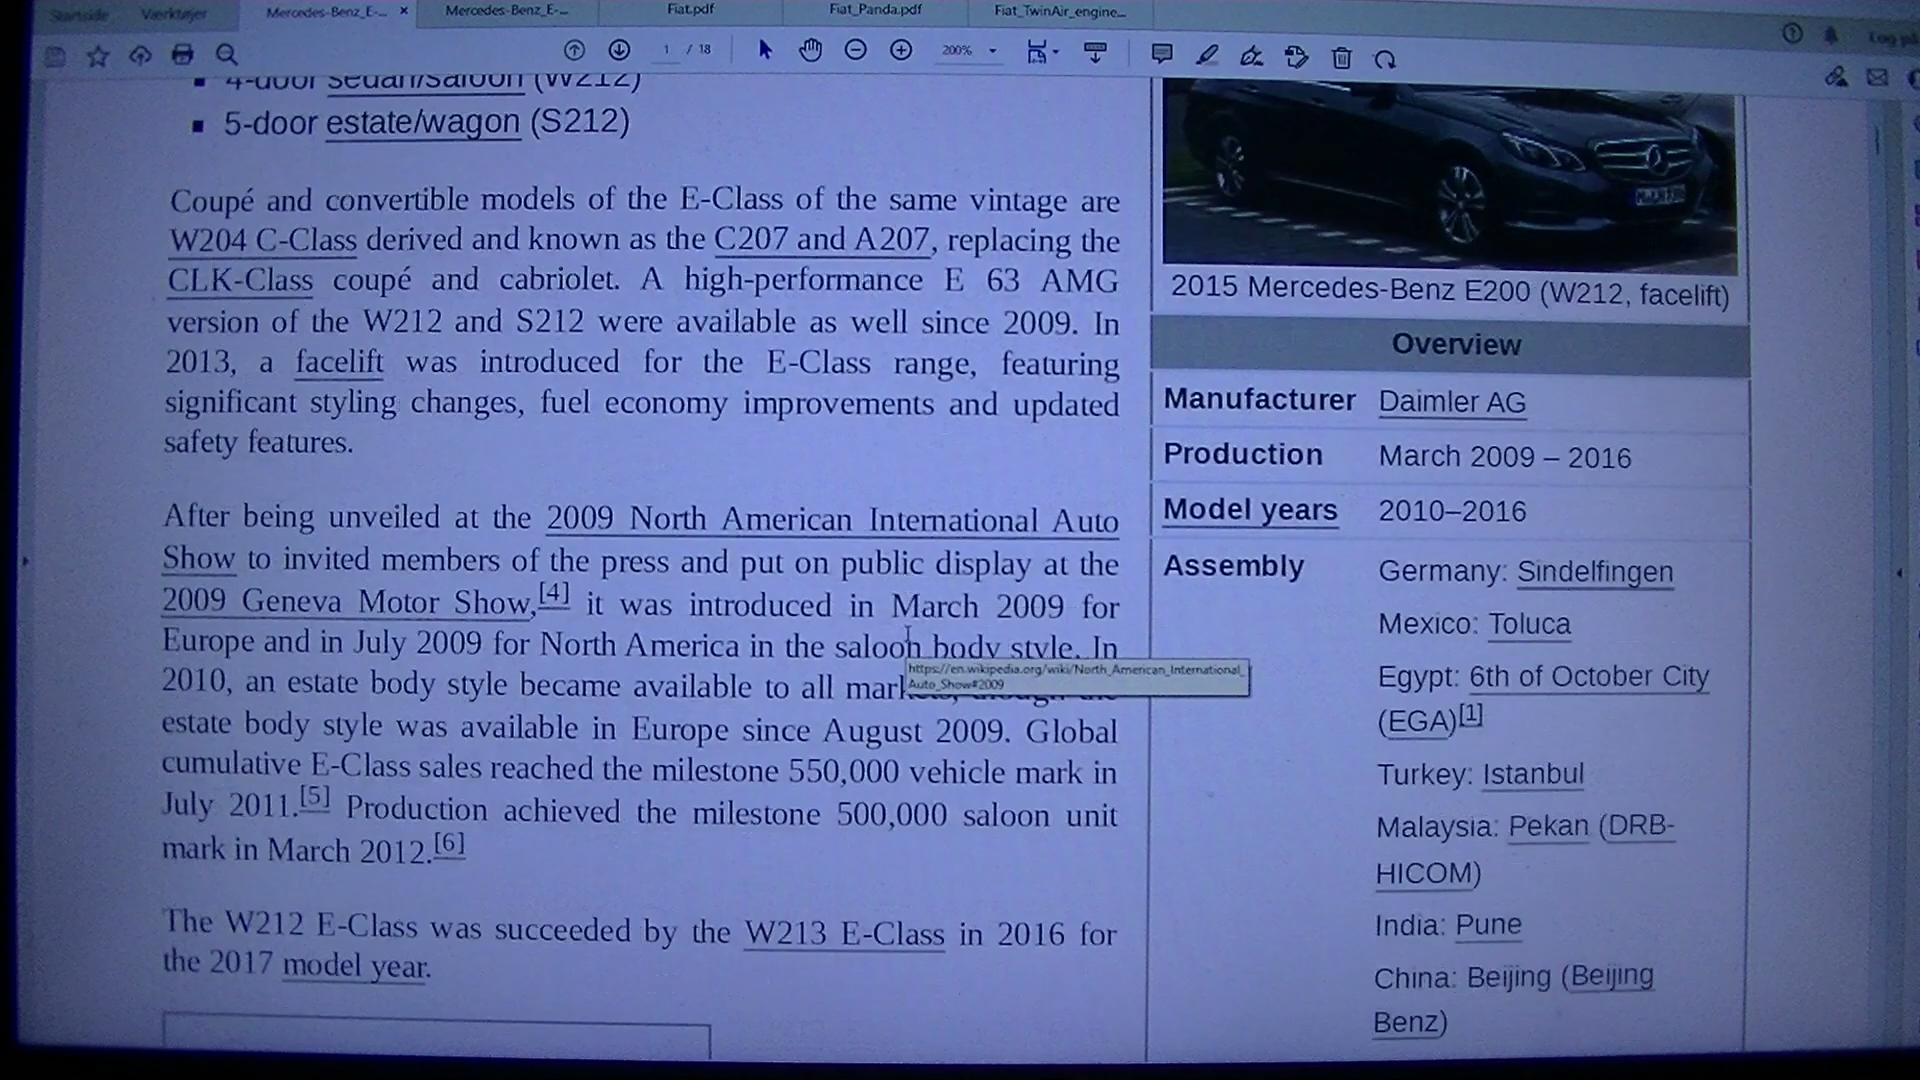 Startside
Værktøjer
Mercedes-Benz_E-... ×
Mercedes-Benz_E-...
Fiat.pdf
Fiat_Panda.pdf
Fiat_TwinAir_engine...
Log på
1 / 18
200%
4-door sedan/saloon (W212)
5-door estate/wagon (S212)
Coupé and convertible models of the E-Class of the same vintage are
W204 C-Class derived and known as the C207 and A207, replacing the
CLK-Class coupé and cabriolet. A high-performance E 63 AMG
version of the W212 and S212 were available as well since 2009. In
2013, a facelift was introduced for the E-Class range, featuring
significant styling changes, fuel economy improvements and updated
safety features.
After being unveiled at the 2009 North American International Auto
Show to invited members of the press and put on public display at the
2009 Geneva Motor Show,[4] it was introduced in March 2009 for
Europe and in July 2009 for North America in the saloon body style. In
2010, an estate body style became available to all markets, though the
https://en.wikipedia.org/wiki/North_American_International_
Auto_Show#2009
estate body style was available in Europe since August 2009. Global
cumulative E-Class sales reached the milestone 550,000 vehicle mark in
July 2011.[5] Production achieved the milestone 500,000 saloon unit
mark in March 2012.[6]
The W212 E-Class was succeeded by the W213 E-Class in 2016 for
the 2017 model year.
2015 Mercedes-Benz E200 (W212, facelift)
Overview
Manufacturer Daimler AG
Production March 2009 – 2016
Model years 2010–2016
Assembly Germany: Sindelfingen
Mexico: Toluca
Egypt: 6th of October City
(EGA)[1]
Turkey: Istanbul
Malaysia: Pekan (DRB-
HICOM)
India: Pune
China: Beijing (Beijing
Benz)